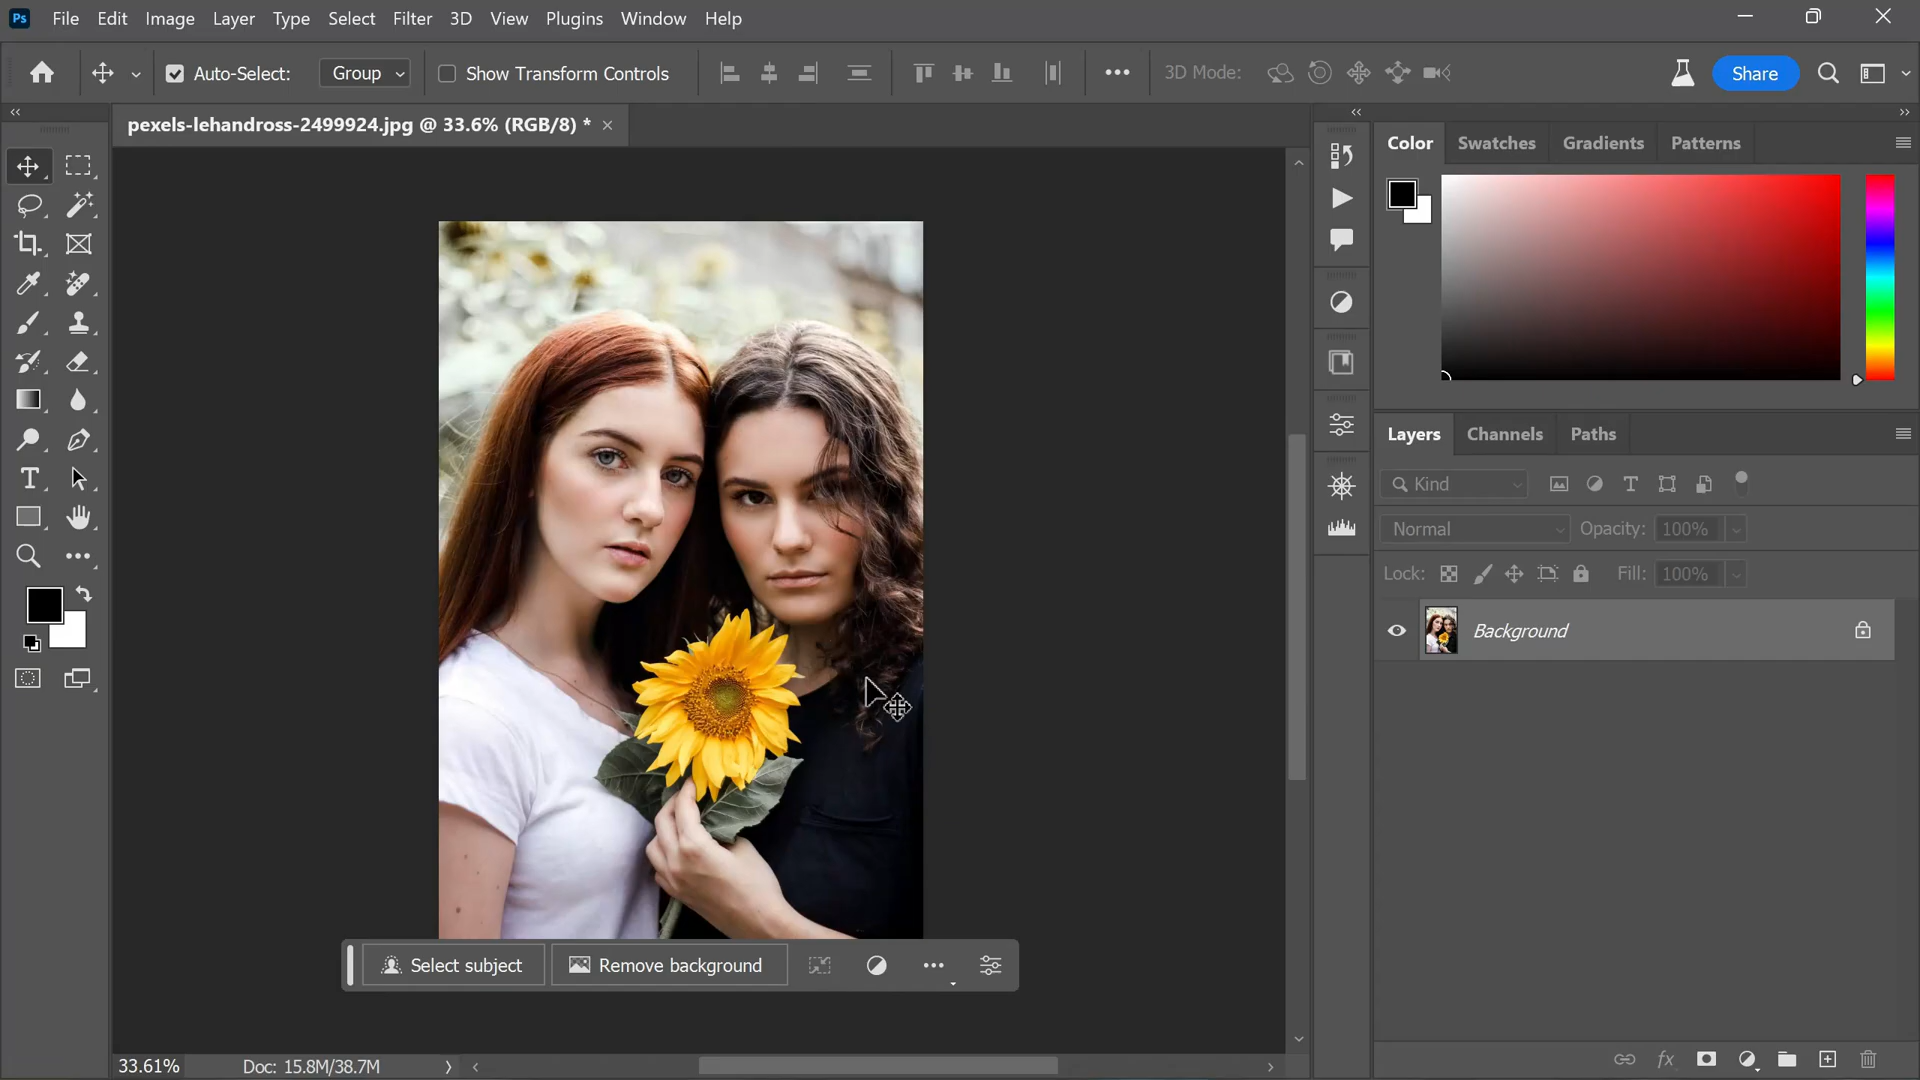 Ps File Edit Image Layer Type Select Filter 3D View Plugins Window Help
Auto-Select: Group Show Transform Controls 3D Mode: Share
pexels-lehandross-2499924.jpg @ 33.6% (RGB/8) *
Color Swatches Gradients Patterns
Layers Channels Paths
Kind
Normal Opacity: 100%
Lock: Fill: 100%
Background
Select subject Remove background
33.61% Doc: 15.8M/38.7M